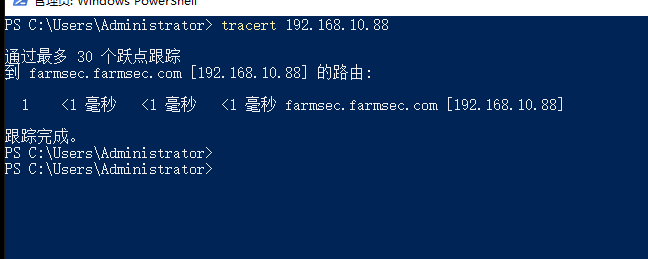 管理员: Windows PowerShell
PS C:\Users\Administrator> tracert 192.168.10.88
通过最多 30 个跃点跟踪
到 farmsec.farmsec.com [192.168.10.88] 的路由:
1 <1 毫秒 <1 毫秒 <1 毫秒 farmsec.farmsec.com [192.168.10.88]
跟踪完成。
PS C:\Users\Administrator>
PS C:\Users\Administrator>